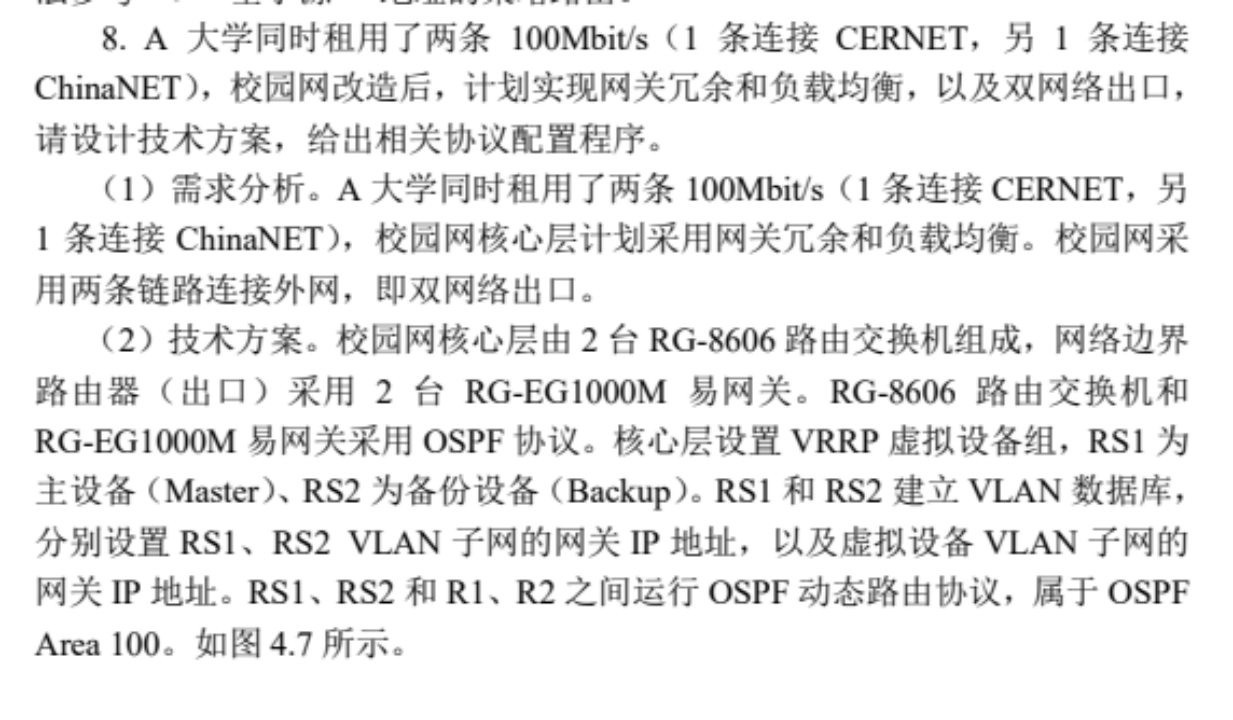 8. A 大学同时租用了两条 100Mbit/s（1 条连接 CERNET，另 1 条连接
ChinaNET），校园网改造后，计划实现网关冗余和负载均衡，以及双网络出口，
请设计技术方案，给出相关协议配置程序。
（1）需求分析。A 大学同时租用了两条 100Mbit/s（1 条连接 CERNET，另
1 条连接 ChinaNET），校园网核心层计划采用网关冗余和负载均衡。校园网采
用两条链路连接外网，即双网络出口。
（2）技术方案。校园网核心层由 2 台 RG-8606 路由交换机组成，网络边界
路由器（出口）采用 2 台 RG-EG1000M 易网关。RG-8606 路由交换机和
RG-EG1000M 易网关采用 OSPF 协议。核心层设置 VRRP 虚拟设备组，RS1 为
主设备（Master）、RS2 为备份设备（Backup）。RS1 和 RS2 建立 VLAN 数据库，
分别设置 RS1、RS2 VLAN 子网的网关 IP 地址，以及虚拟设备 VLAN 子网的
网关 IP 地址。RS1、RS2 和 R1、R2 之间运行 OSPF 动态路由协议，属于 OSPF
Area 100。如图 4.7 所示。